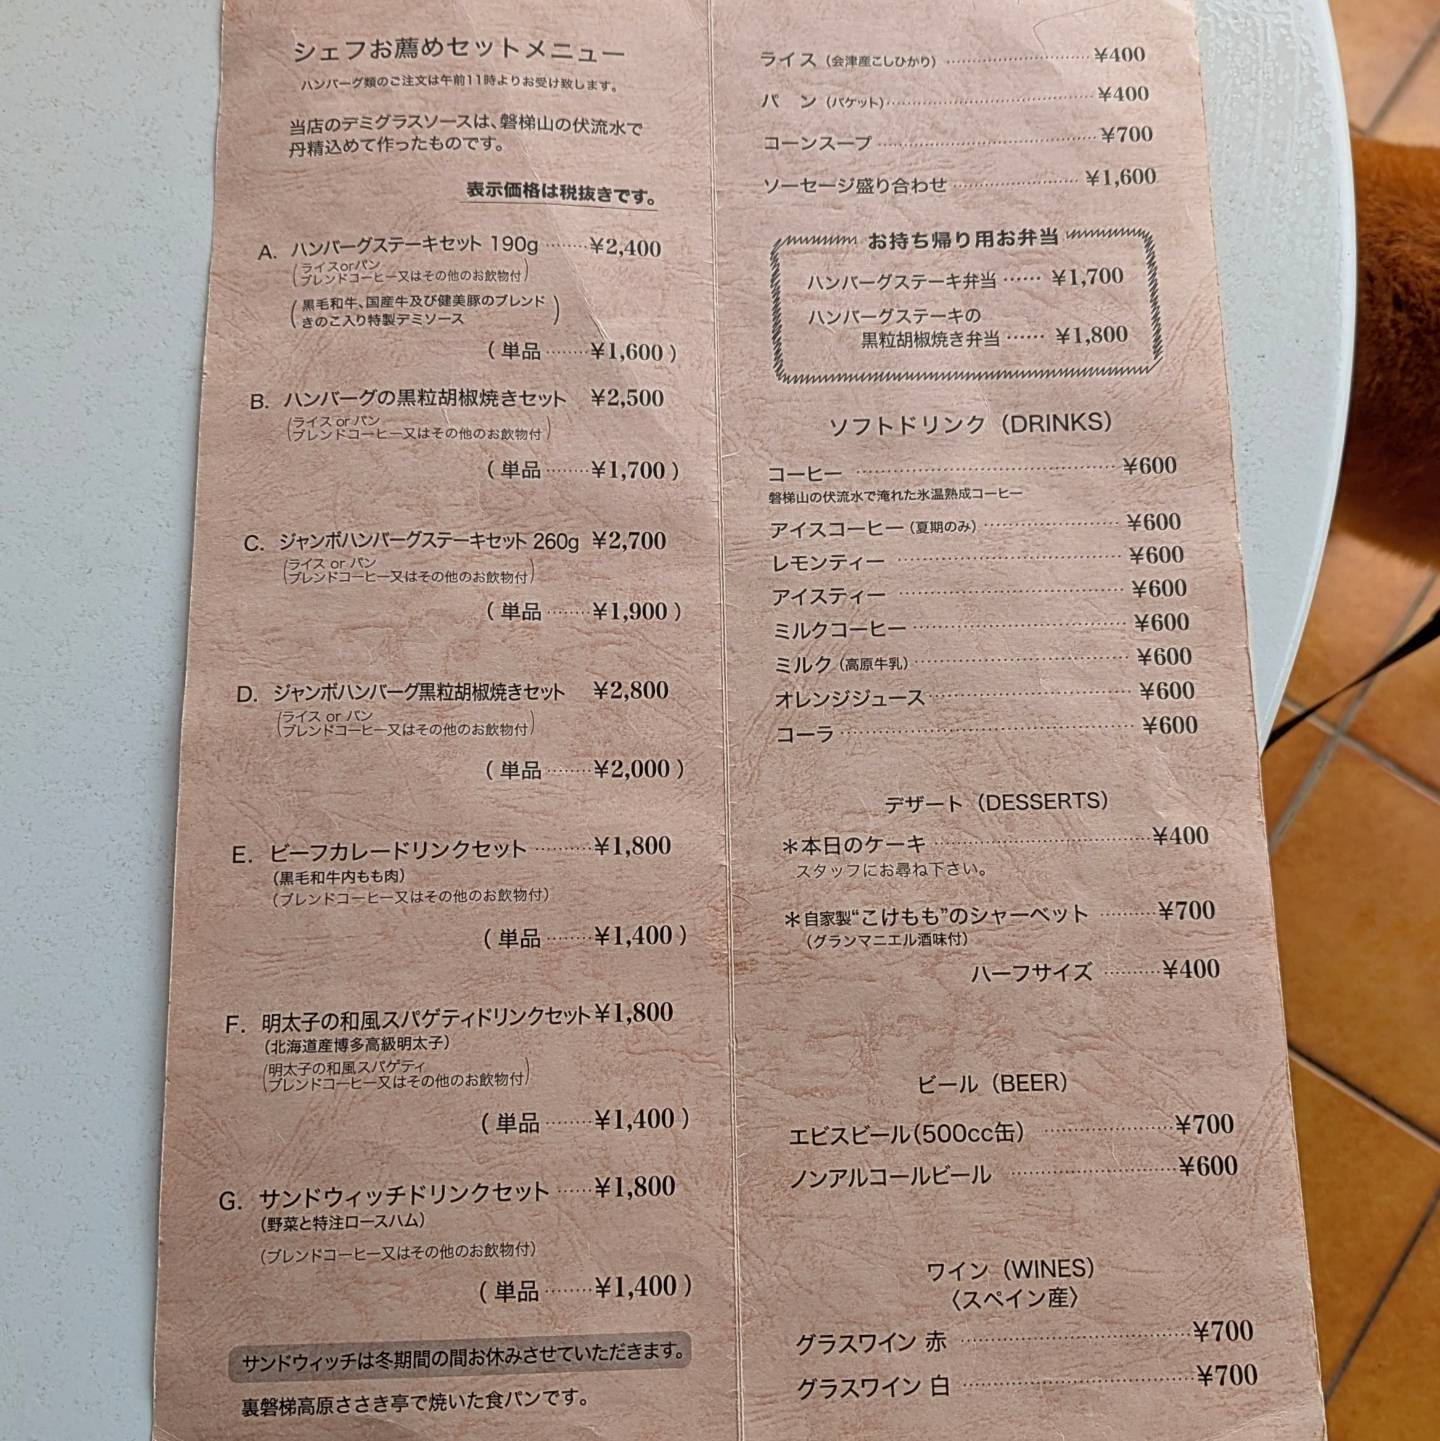 シェフお薦めセットメニュー
ハンバーグ類のご注文は午前11時よりお受け致します。
当店のデミグラスソースは、磐梯山の伏流水で
丹精込めて作ったものです。
表示価格は税抜きです。
A. ハンバーグステーキセット 190g ……… ¥2,400
(ライスorパン
ブレンドコーヒー又はその他のお飲物付)
(黒毛和牛、国産牛及び健美豚のブレンド
きのこ入り特製デミソース)
(単品………¥1,600)
B. ハンバーグの黒粒胡椒焼きセット ¥2,500
(ライス or パン
ブレンドコーヒー又はその他のお飲物付)
(単品………¥1,700)
C. ジャンボハンバーグステーキセット 260g ¥2,700
(ライス or パン
ブレンドコーヒー又はその他のお飲物付)
(単品………¥1,900)
D. ジャンボハンバーグ黒粒胡椒焼きセット ¥2,800
(ライス or パン
ブレンドコーヒー又はその他のお飲物付)
(単品………¥2,000)
E. ビーフカレードリンクセット ………… ¥1,800
(黒毛和牛内もも肉)
(ブレンドコーヒー又はその他のお飲物付)
(単品………¥1,400)
F. 明太子の和風スパゲティドリンクセット ¥1,800
(北海道産博多高級明太子)
(明太子の和風スパゲティ
ブレンドコーヒー又はその他のお飲物付)
(単品………¥1,400)
G. サンドウィッチドリンクセット …… ¥1,800
(野菜と特注ロースハム)
(ブレンドコーヒー又はその他のお飲物付)
(単品………¥1,400)
サンドウィッチは冬期間の間お休みさせていただきます。
裏磐梯高原ささき亭で焼いた食パンです。
ライス(会津産こしひかり) ……………… ¥400
パ ン(バケット) ……………… ¥400
コーンスープ ……………… ¥700
ソーセージ盛り合わせ ……………… ¥1,600
お持ち帰り用お弁当
ハンバーグステーキ弁当 …… ¥1,700
ハンバーグステーキの
黒粒胡椒焼き弁当 …… ¥1,800
ソフトドリンク(DRINKS)
コーヒー ……………… ¥600
磐梯山の伏流水で淹れた氷温熟成コーヒー
アイスコーヒー(夏期のみ) ……………… ¥600
レモンティー ……………… ¥600
アイスティー ……………… ¥600
ミルクコーヒー ……………… ¥600
ミルク(高原牛乳) ……………… ¥600
オレンジジュース ……………… ¥600
コーラ ……………… ¥600
デザート(DESSERTS)
＊本日のケーキ ……………… ¥400
スタッフにお尋ね下さい。
＊自家製“こけもも”のシャーベット ……… ¥700
(グランマニエル酒味付)
ハーフサイズ ……… ¥400
ビール(BEER)
エビスビール(500cc缶) ……………… ¥700
ノンアルコールビール ……………… ¥600
ワイン(WINES)
〈スペイン産〉
グラスワイン 赤 ……………… ¥700
グラスワイン 白 ……………… ¥700